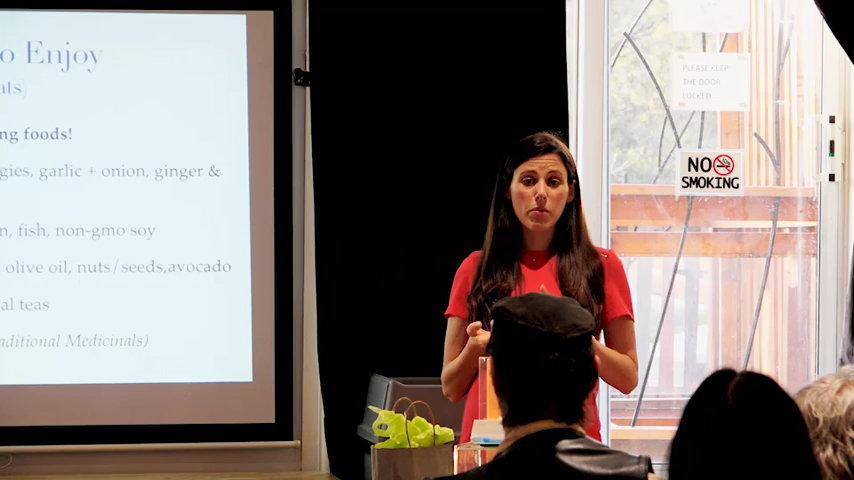 o Enjoy
ats)
ng foods!
gies, garlic + onion, ginger &
n, fish, non-gmo soy
olive oil, nuts/seeds,avocado
al teas
aditional Medicinals)
PLEASE KEEP
THE DOOR
LOCKED
NO
SMOKING